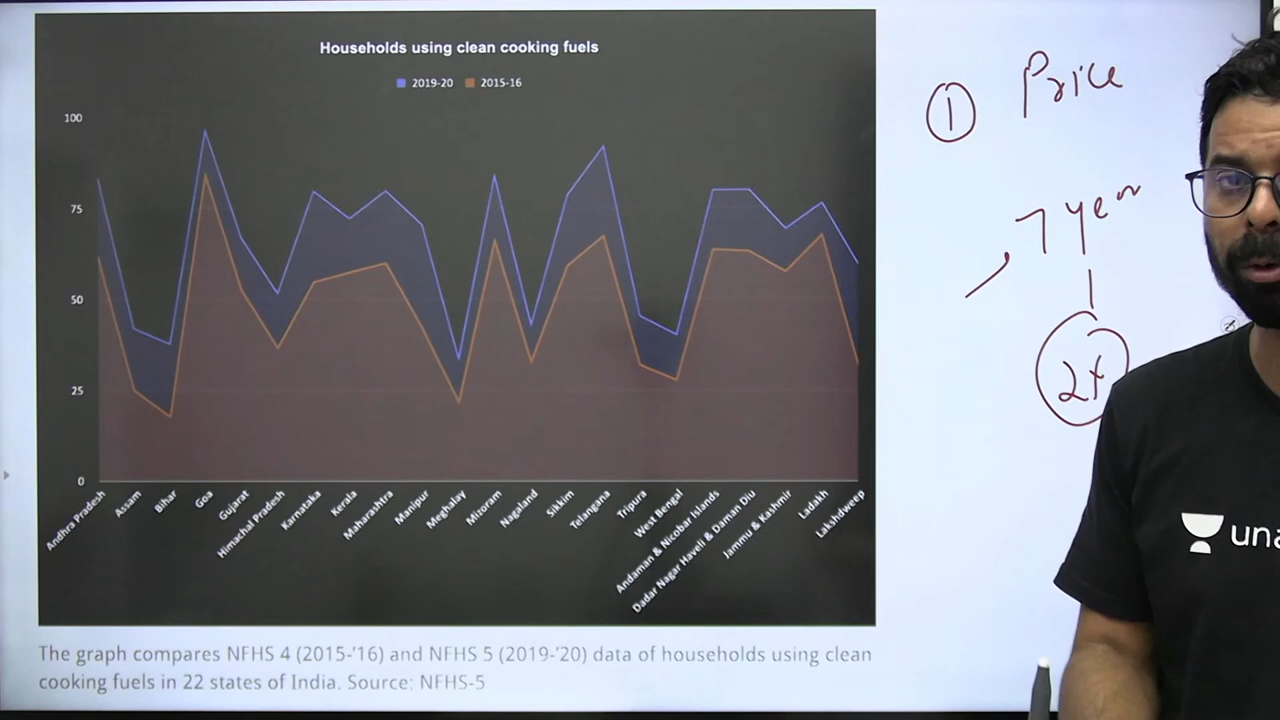 Households using clean cooking fuels
2019-20 2015-16
100
75
50
25
0
Andhra Pradesh
Assam
Bihar
Goa
Gujarat
Himachal Pradesh
Karnataka
Kerala
Maharashtra
Manipur
Meghalay
Mizoram
Nagaland
Sikkim
Telangana
Tripura
West Bengal
Andaman & Nicobar Islands
Dadar Nagar Haveli & Daman Diu
Jammu & Kashmir
Ladakh
Lakshdweep
The graph compares NFHS 4 (2015-'16) and NFHS 5 (2019-'20) data of households using clean
cooking fuels in 22 states of India. Source: NFHS-5
1 Price
7 year
2x
una